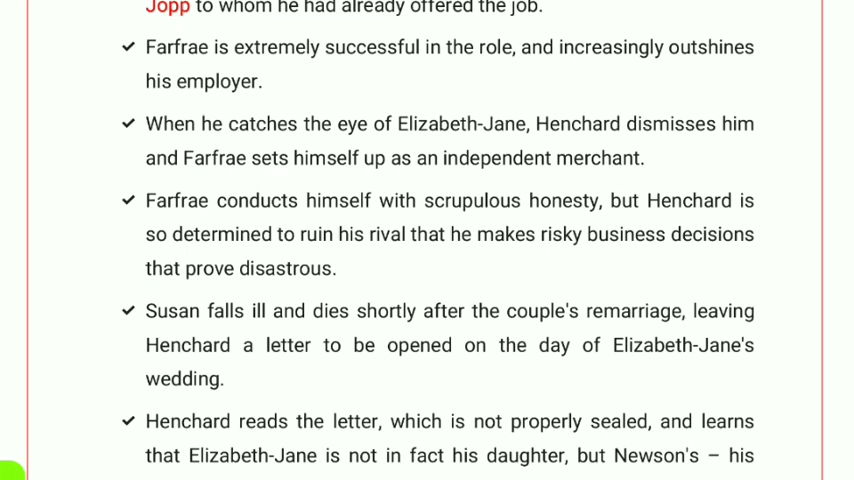 Jopp to whom he had already offered the job.
✓ Farfrae is extremely successful in the role, and increasingly outshines
his employer.
✓ When he catches the eye of Elizabeth-Jane, Henchard dismisses him
and Farfrae sets himself up as an independent merchant.
✓ Farfrae conducts himself with scrupulous honesty, but Henchard is
so determined to ruin his rival that he makes risky business decisions
that prove disastrous.
✓ Susan falls ill and dies shortly after the couple's remarriage, leaving
Henchard a letter to be opened on the day of Elizabeth-Jane's
wedding.
✓ Henchard reads the letter, which is not properly sealed, and learns
that Elizabeth-Jane is not in fact his daughter, but Newson's – his